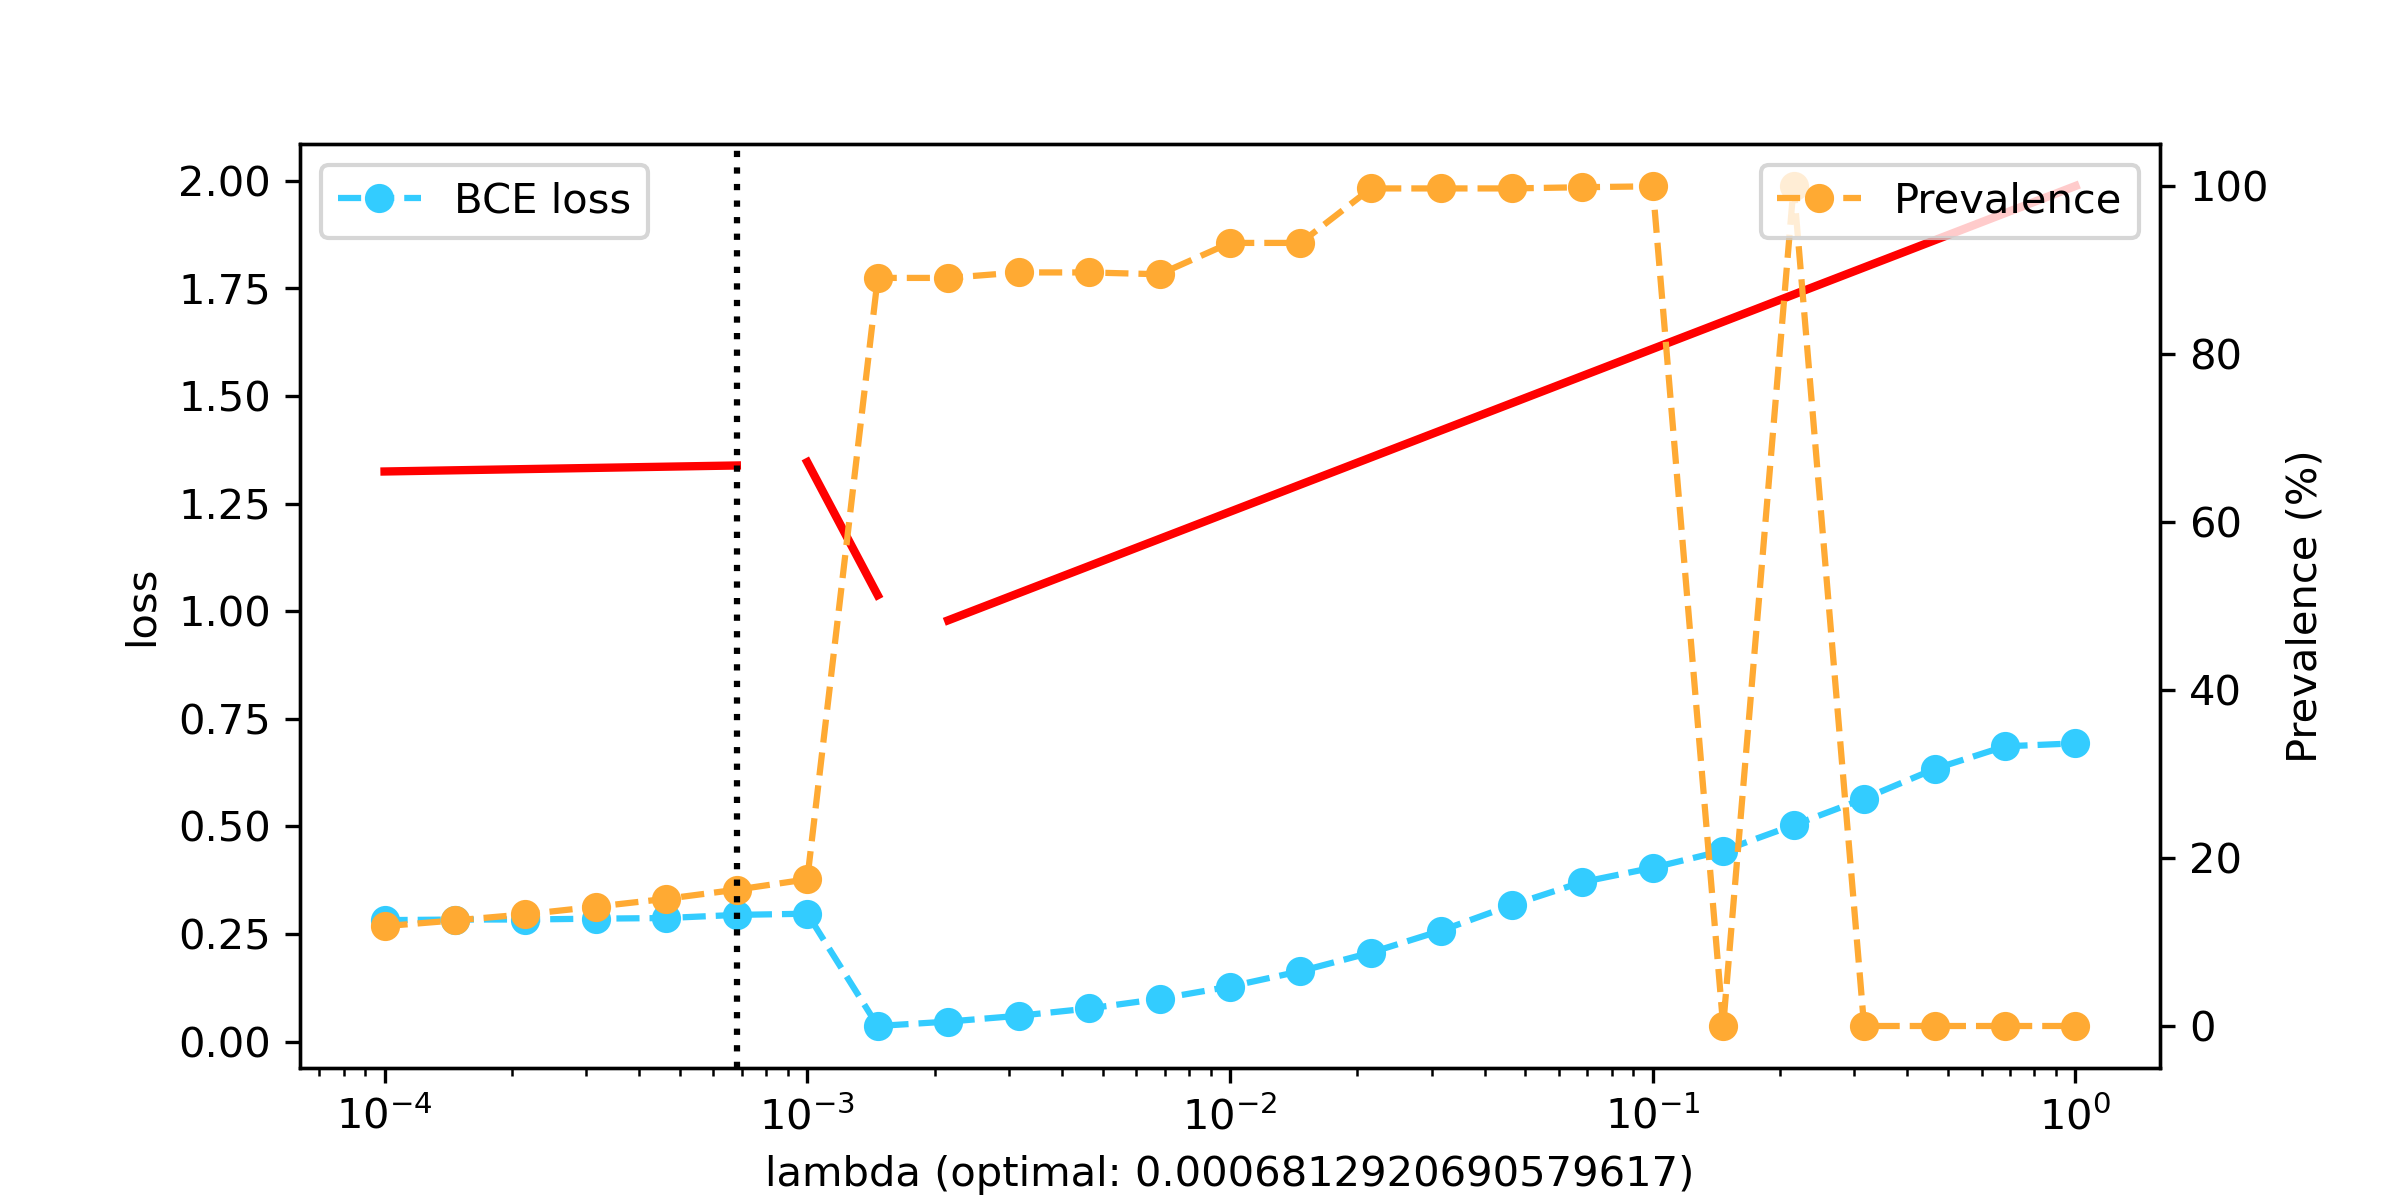 BCE loss
Prevalence
2.00
1.75
1.50
1.25
1.00
0.75
0.50
0.25
0.00
loss
100
80
60
40
20
0
Prevalence (%)
10⁻⁴ 10⁻³ 10⁻² 10⁻¹ 10⁰
lambda (optimal: 0.0006812920690579617)